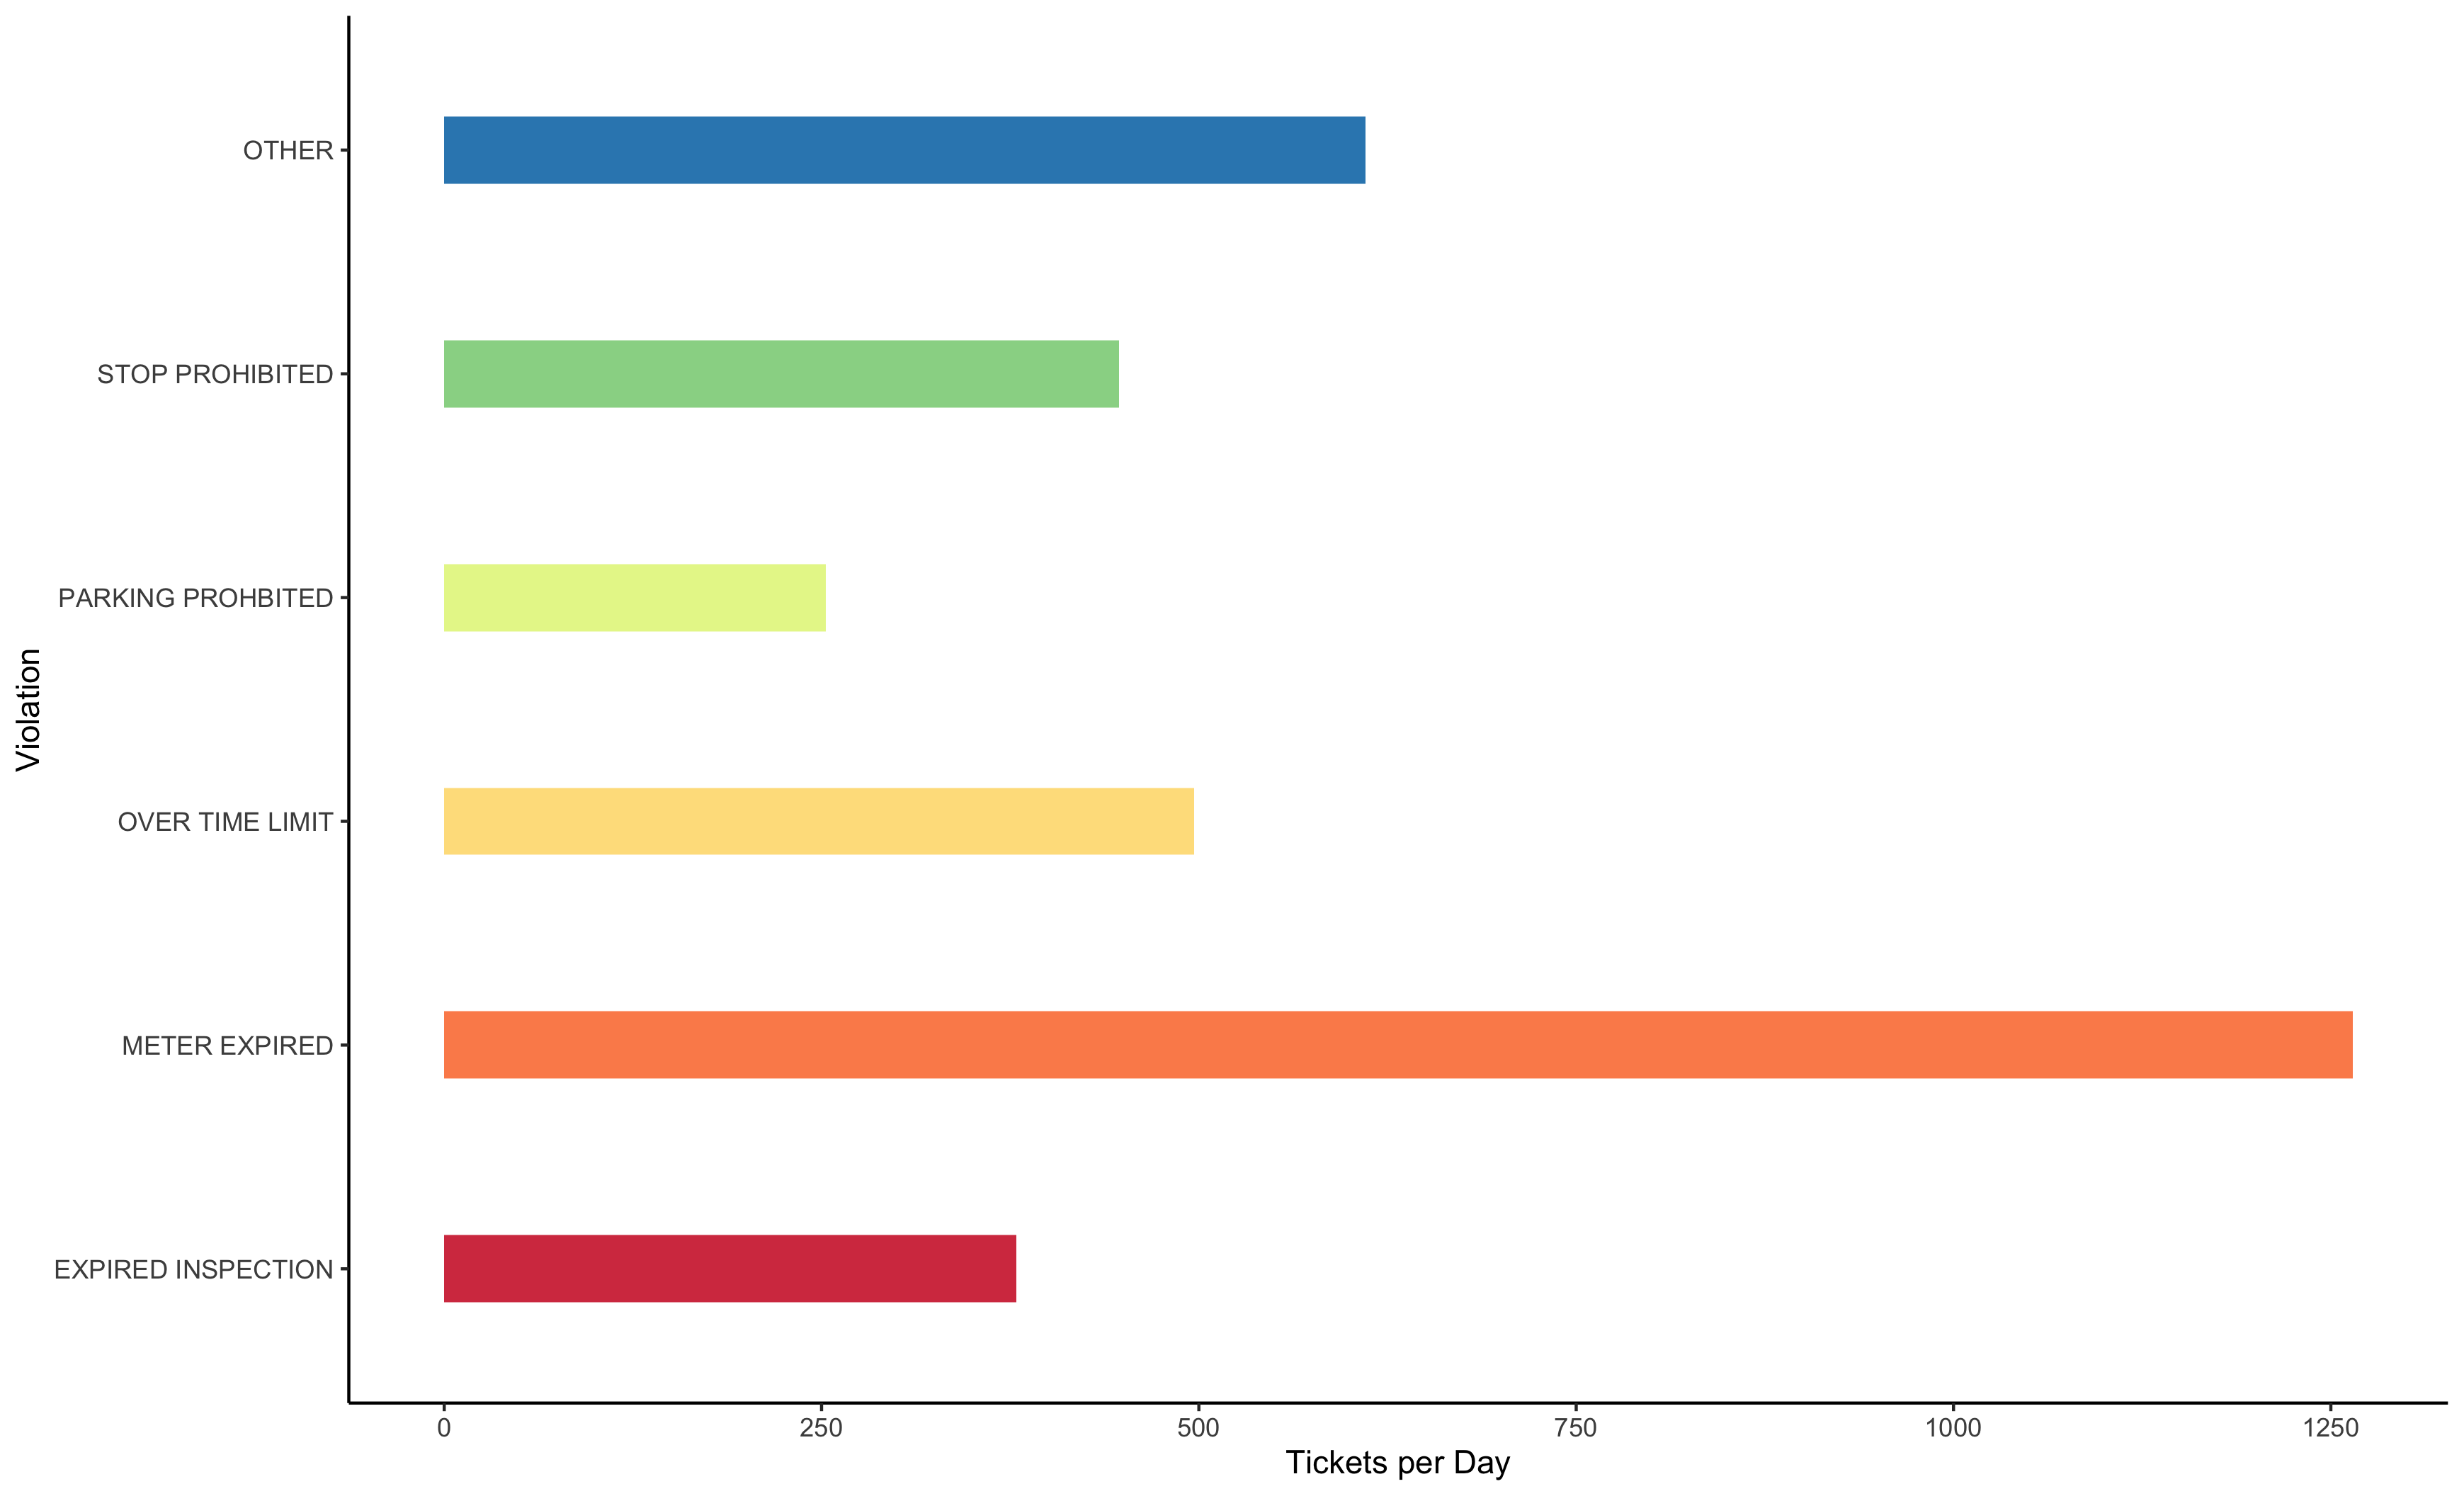 OTHER
STOP PROHIBITED
PARKING PROHBITED
OVER TIME LIMIT
METER EXPIRED
EXPIRED INSPECTION
Violation
0 250 500 750 1000 1250
Tickets per Day